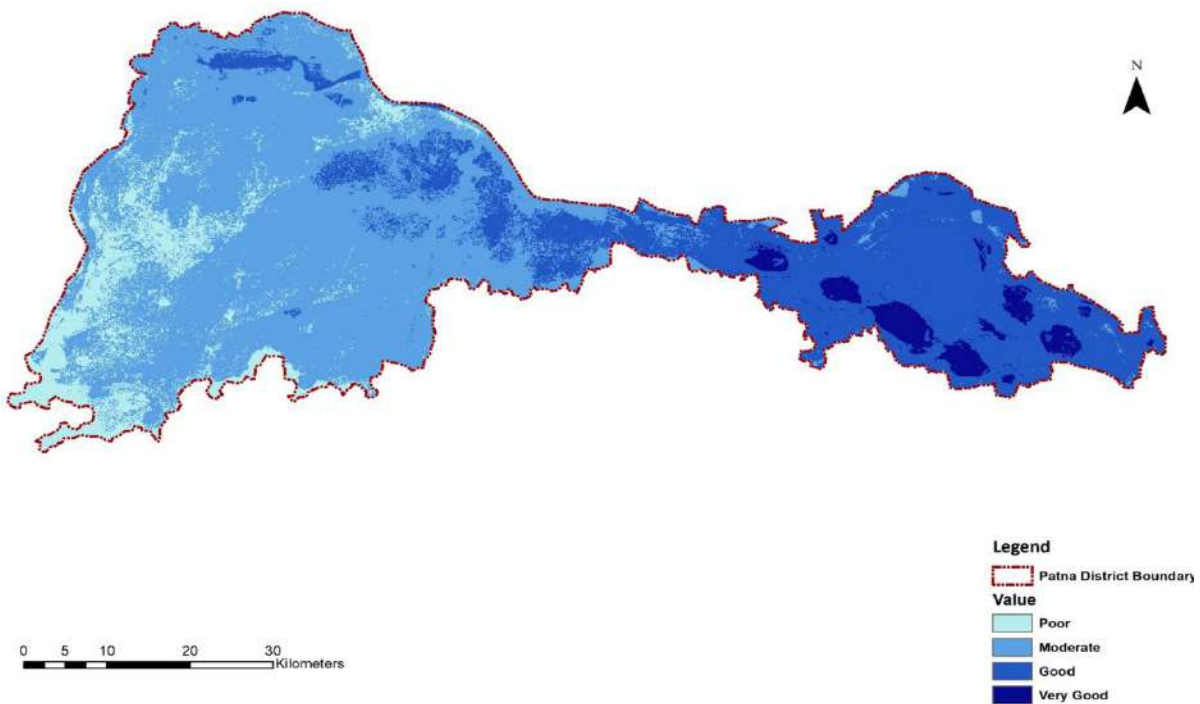 N
Legend
Patna District Boundary
Value
Poor
Moderate
Good
Very Good
0 5 10 20 30
Kilometers